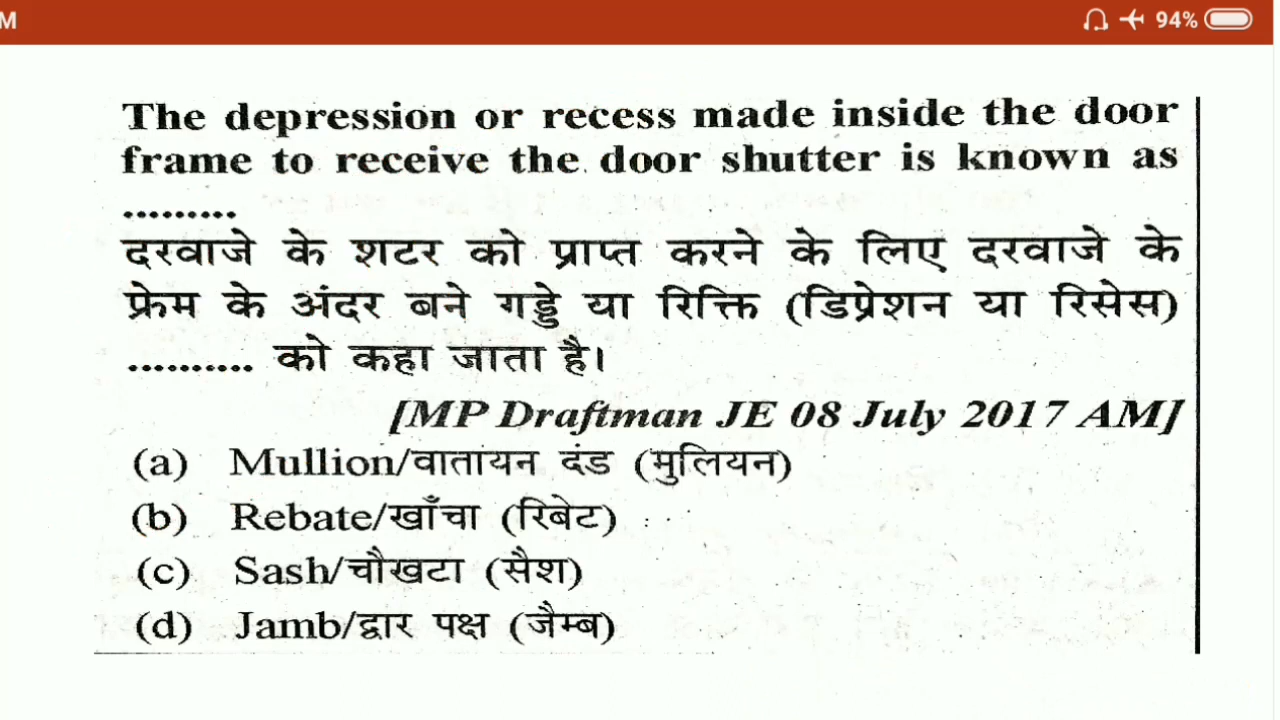 M
94%
The depression or recess made inside the door
frame to receive the door shutter is known as
.........
दरवाजे के शटर को प्राप्त करने के लिए दरवाजे के
फ्रेम के अंदर बने गड्ढे या रिक्ति (डिप्रेशन या रिसेस)
.......... को कहा जाता है।
[MP Draftman JE 08 July 2017 AM]
(a) Mullion/वातायन दंड (मुलियन)
(b) Rebate/खाँचा (रिबेट)
(c) Sash/चौखटा (सैश)
(d) Jamb/द्वार पक्ष (जैम्ब)